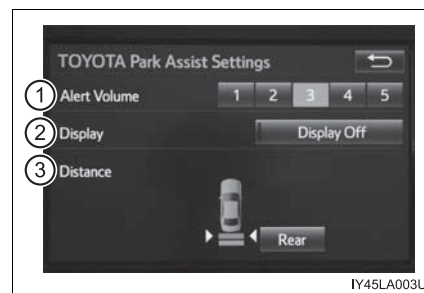 TOYOTA Park Assist Settings
1 Alert Volume 1 2 3 4 5
2 Display Display Off
3 Distance
Rear
IY45LA003U